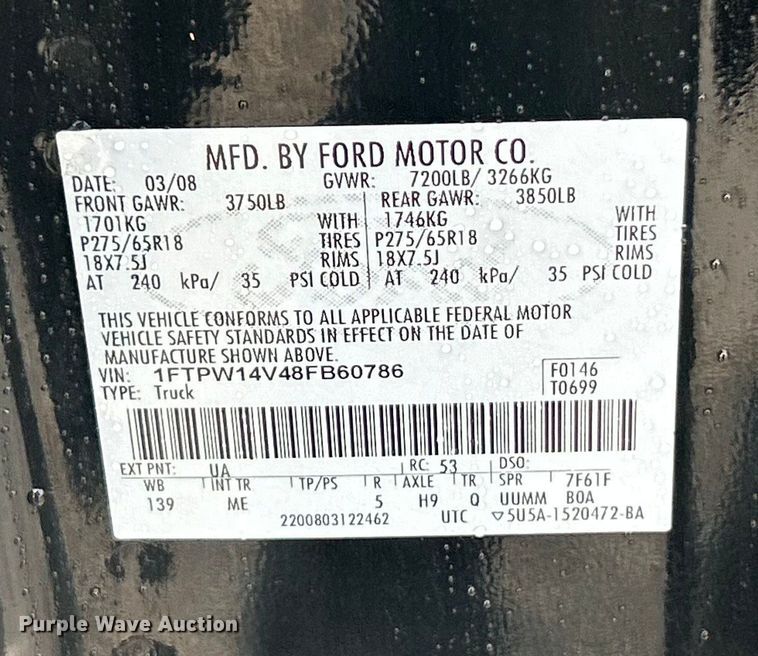 MFD. BY FORD MOTOR CO.
DATE: 03/08 GVWR: 7200LB/ 3266KG
FRONT GAWR: 3750LB REAR GAWR: 3850LB
1701KG WITH 1746KG WITH
P275/65R18 TIRES P275/65R18 TIRES
18X7.5J RIMS 18X7.5J RIMS
AT 240 kPa/ 35 PSI COLD AT 240 kPa/ 35 PSI COLD
THIS VEHICLE CONFORMS TO ALL APPLICABLE FEDERAL MOTOR
VEHICLE SAFETY STANDARDS IN EFFECT ON THE DATE OF
MANUFACTURE SHOWN ABOVE.
VIN: 1FTPW14V48FB60786 F0146
TYPE: Truck T0699
EXT PNT: UA RC: 53 DSO:
WB INT TR TP/PS R AXLE TR SPR 7F61F
139 ME 5 H9 Q UUMM B0A
2200803122462 UTC ▽5U5A-1520472-BA
Purple Wave Auction